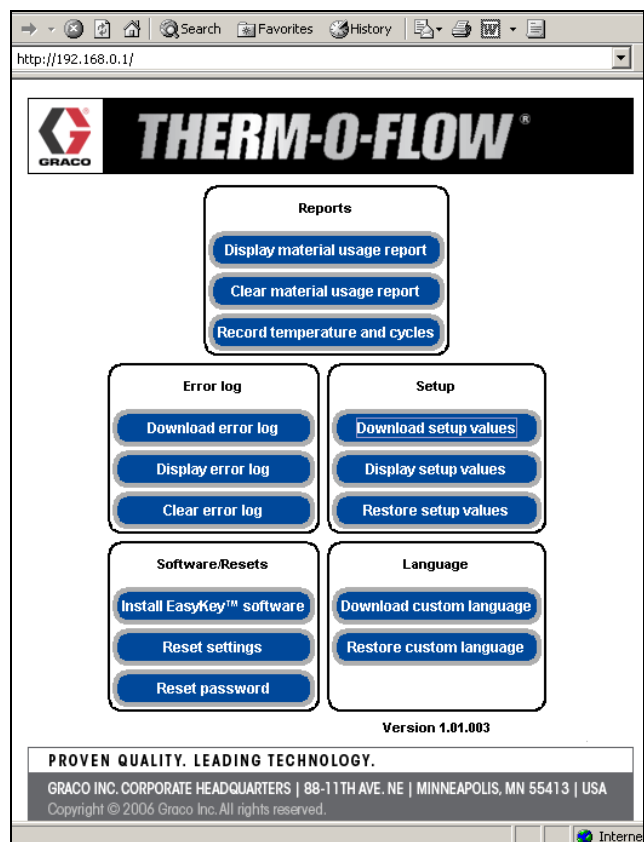 Search Favorites History
http://192.168.0.1/
GRACO
THERM-O-FLOW®
Reports
Display material usage report
Clear material usage report
Record temperature and cycles
Error log
Download error log
Display error log
Clear error log
Setup
Download setup values
Display setup values
Restore setup values
Software/Resets
Install EasyKey™ software
Reset settings
Reset password
Language
Download custom language
Restore custom language
Version 1.01.003
PROVEN QUALITY. LEADING TECHNOLOGY.
GRACO INC. CORPORATE HEADQUARTERS | 88-11TH AVE. NE | MINNEAPOLIS, MN 55413 | USA
Copyright © 2006 Graco Inc. All rights reserved.
Interne